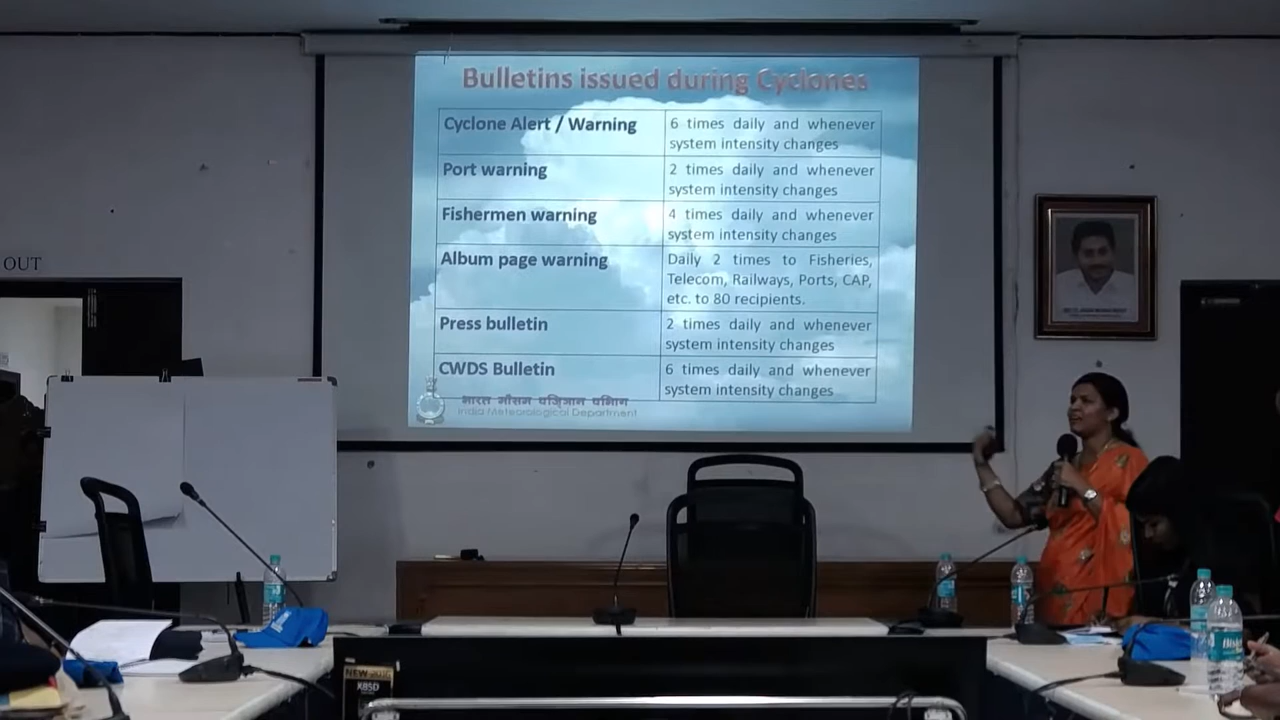 Bulletins issued during Cyclones
Cyclone Alert / Warning
6 times daily and whenever
system intensity changes
Port warning
2 times daily and whenever
system intensity changes
Fishermen warning
4 times daily and whenever
system intensity changes
Album page warning
Daily 2 times to Fisheries,
Telecom, Railways, Ports, CAP,
etc. to 80 recipients.
Press bulletin
2 times daily and whenever
system intensity changes
CWDS Bulletin
6 times daily and whenever
system intensity changes
भारत मौसम
India Meteorological Department
OUT
NEW